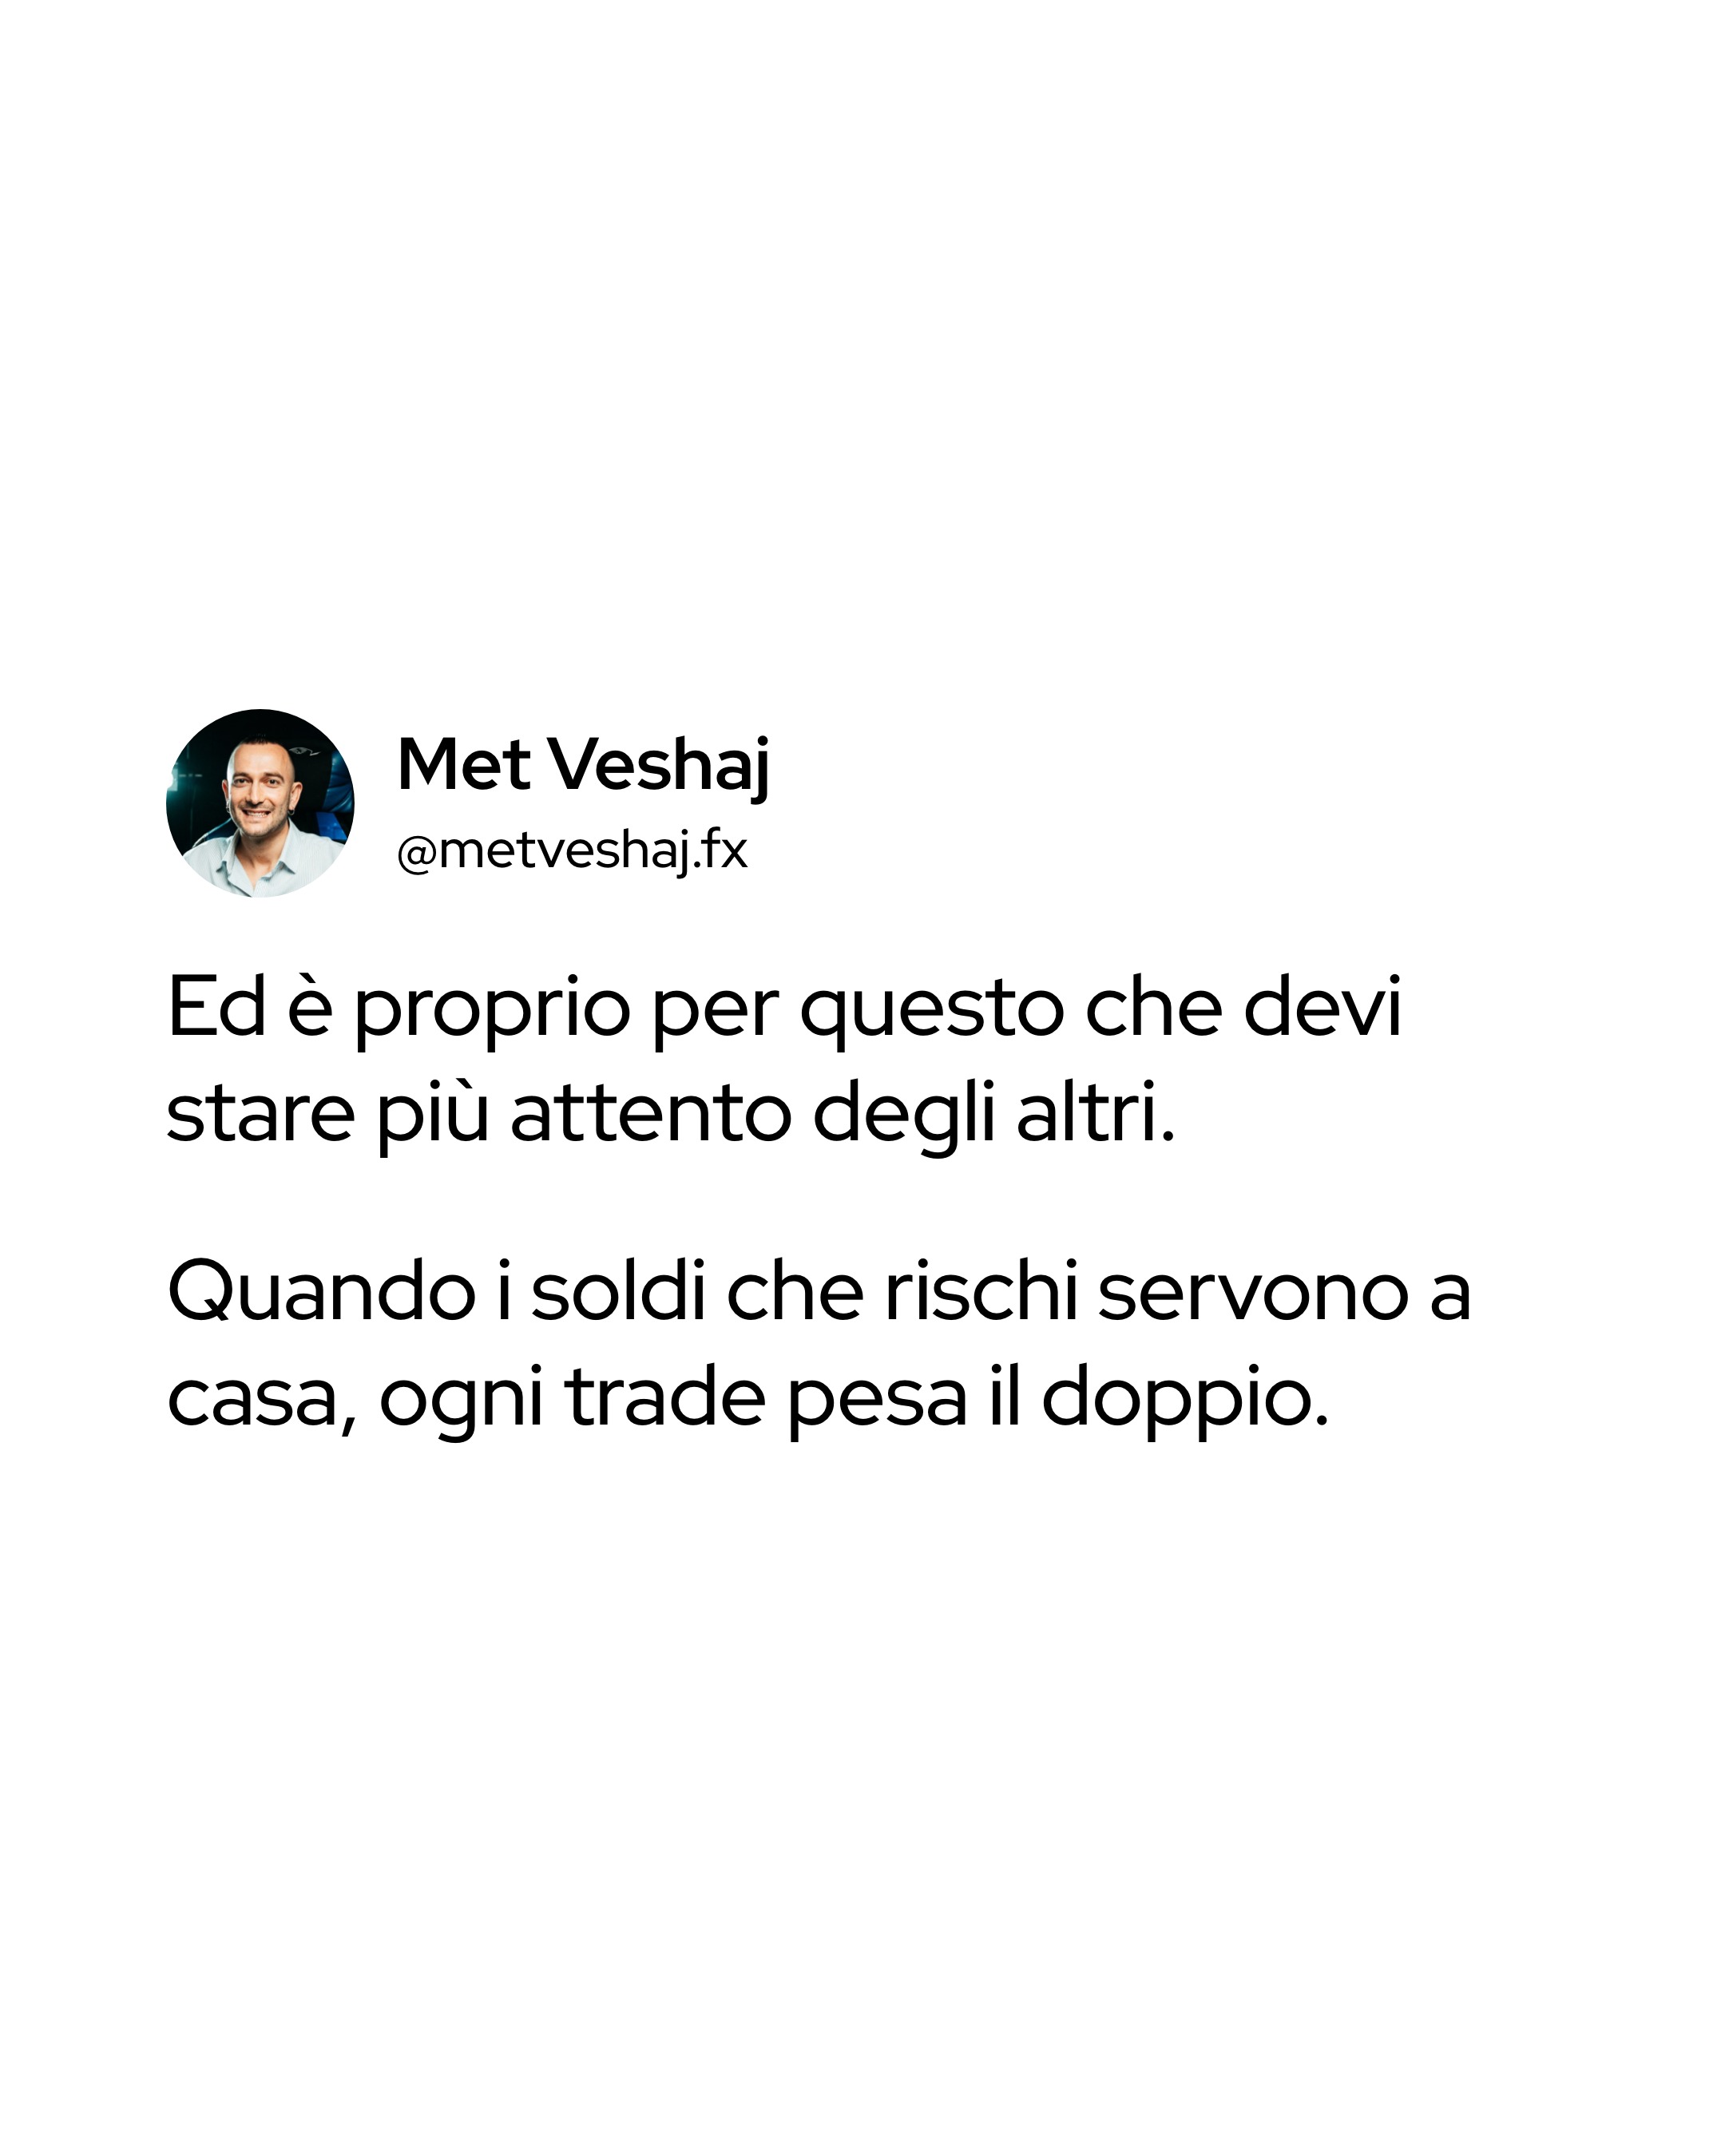 Met Veshaj
@metveshaj.fx
Ed è proprio per questo che devi
stare più attento degli altri.
Quando i soldi che rischi servono a
casa, ogni trade pesa il doppio.